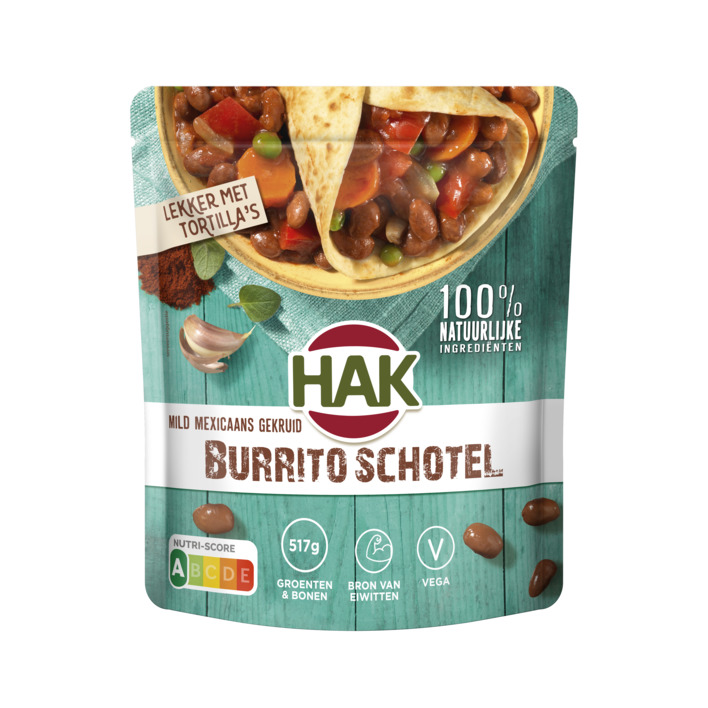 LEKKER MET
TORTILLA'S
100%
NATUURLIJKE
INGREDIËNTEN
HAK
MILD MEXICAANS GEKRUID
BURRITO SCHOTEL
NUTRI-SCORE
A B C D E
517g
GROENTEN
& BONEN
BRON VAN
EIWITTEN
V
VEGA